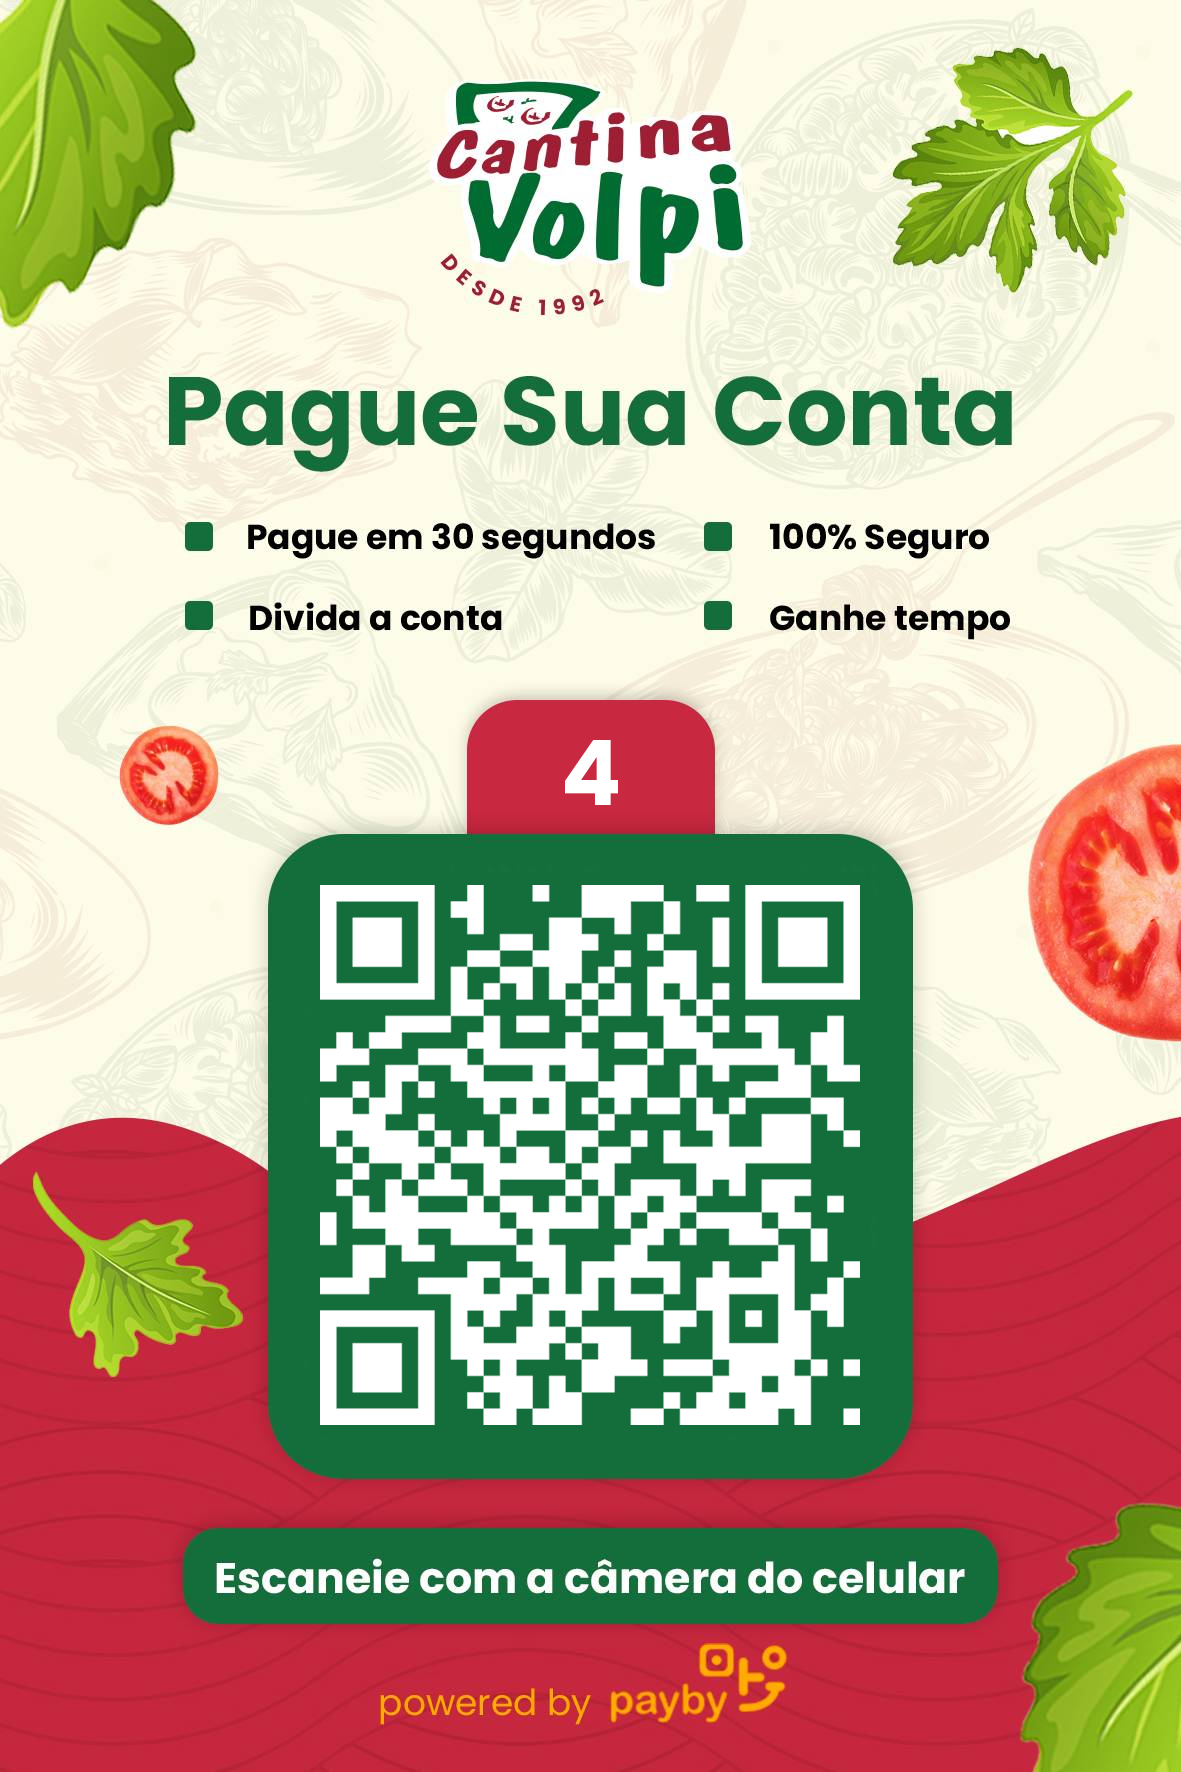 Cantina
Volpi
DESDE 1992
Pague Sua Conta
Pague em 30 segundos
100% Seguro
Divida a conta
Ganhe tempo
4
Escaneie com a câmera do celular
powered by payby